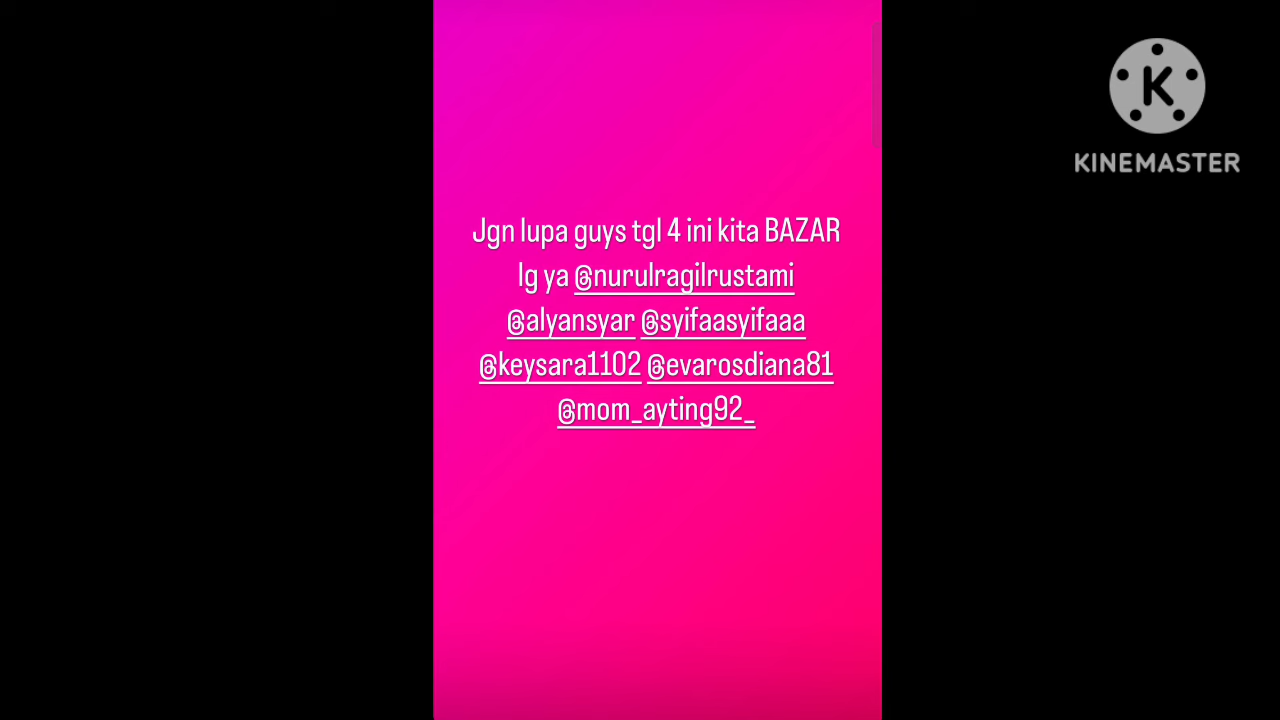 Jgn lupa guys tgl 4 ini kita BAZAR
lg ya @nurulragilrustami
@alyansyar @syifaasyifaaa
@keysara1102 @evarosdiana81
@mom_ayting92_
K
KINEMASTER